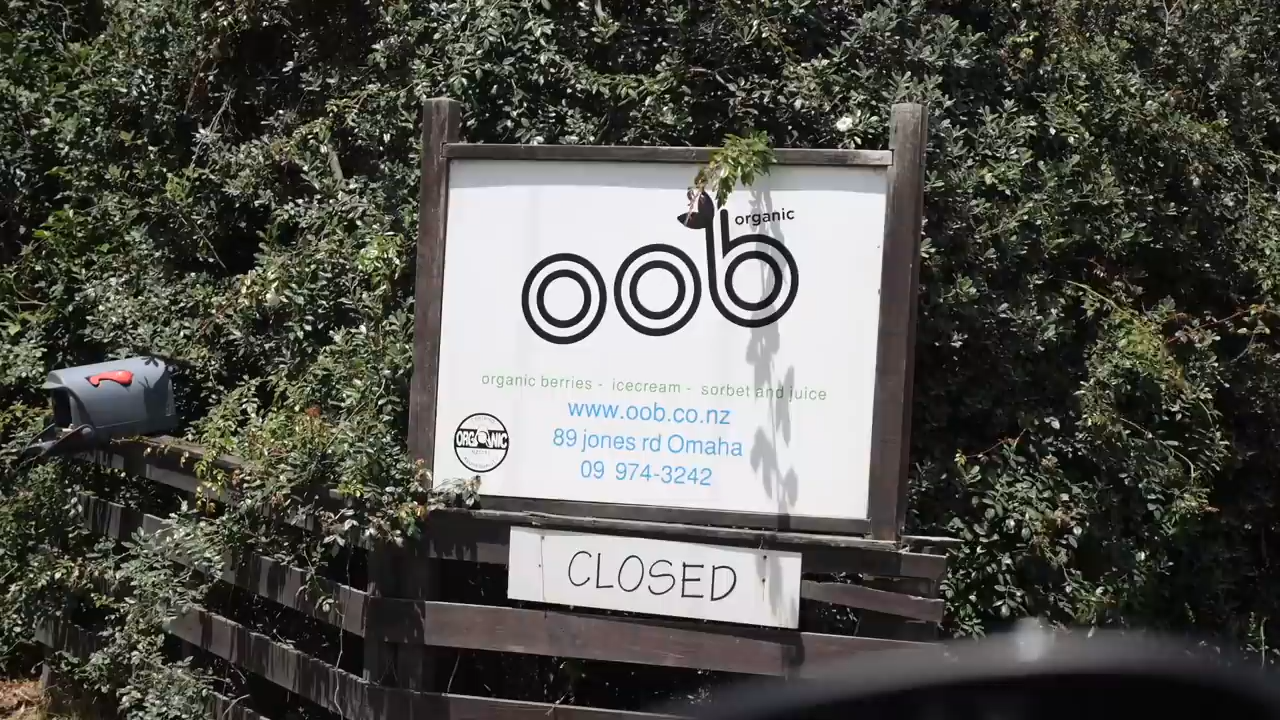 organic
oob
organic berries - icecream - sorbet and juice
www.oob.co.nz
ORGANIC
89 jones rd Omaha
09 974-3242
CLOSED